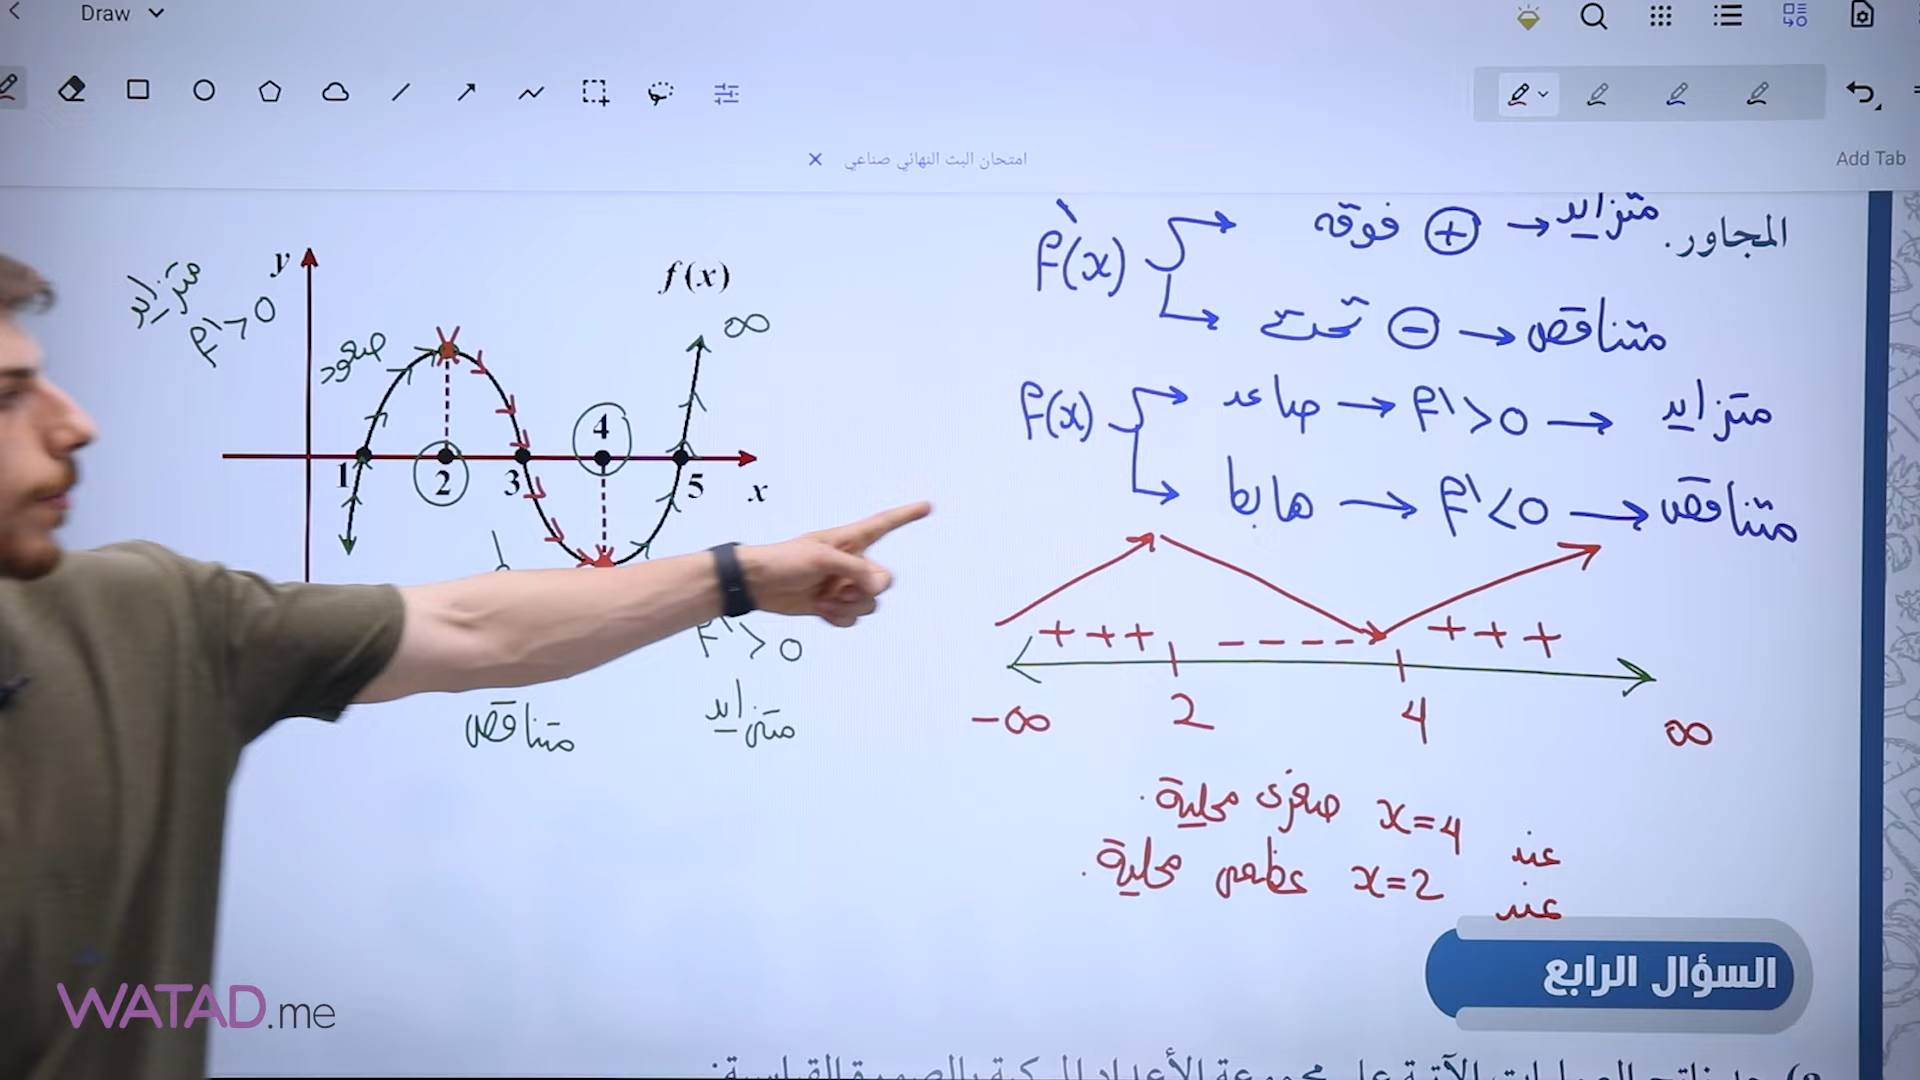 Draw
امتحان البث النهائي صناعي
Add Tab
المجاور.
f'(x)
فوقه + → متزايد
تحت − → متناقص
f(x)
صاعد → f'>0 → متزايد
هابط → f'<0 → متناقص
+ + + − − − − + + +
−∞ 2 4 ∞
عند x=4 صغرى محلية.
عند x=2 عظمى محلية.
متزايد
f'>0
صعود
y
f(x)
∞
1 2 3 4 5 x
f'>0
متناقص
متزايد
السؤال الرابع
WATAD.me